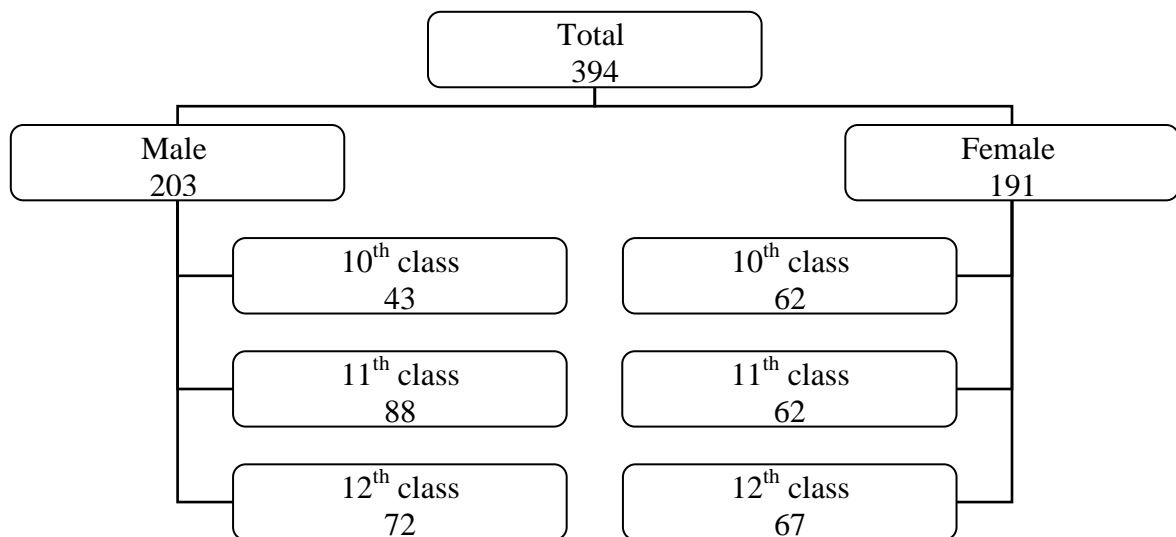 Total
394
Male
203
Female
191
10th class
43
10th class
62
11th class
88
11th class
62
12th class
72
12th class
67